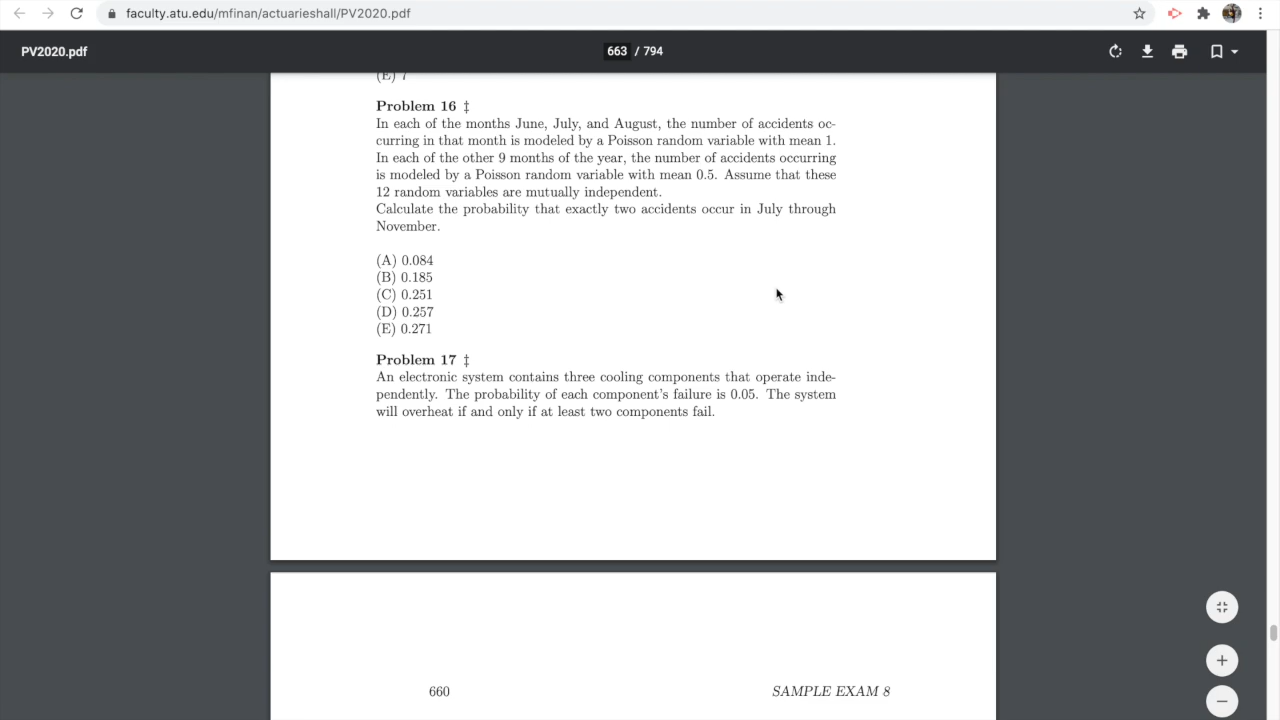 faculty.atu.edu/mfinan/actuarieshall/PV2020.pdf
PV2020.pdf
663 / 794
(E) 7
Problem 16 ‡
In each of the months June, July, and August, the number of accidents oc-
curring in that month is modeled by a Poisson random variable with mean 1.
In each of the other 9 months of the year, the number of accidents occurring
is modeled by a Poisson random variable with mean 0.5. Assume that these
12 random variables are mutually independent.
Calculate the probability that exactly two accidents occur in July through
November.
(A) 0.084
(B) 0.185
(C) 0.251
(D) 0.257
(E) 0.271
Problem 17 ‡
An electronic system contains three cooling components that operate inde-
pendently. The probability of each component's failure is 0.05. The system
will overheat if and only if at least two components fail.
660 SAMPLE EXAM 8